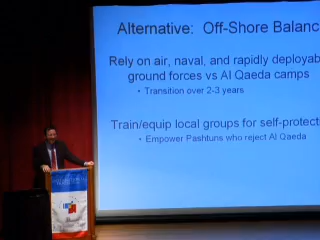 Alternative: Off-Shore Balanc
Rely on air, naval, and rapidly deployab
ground forces vs Al Qaeda camps
• Transition over 2-3 years
Train/equip local groups for self-protect
• Empower Pashtuns who reject Al Qaeda